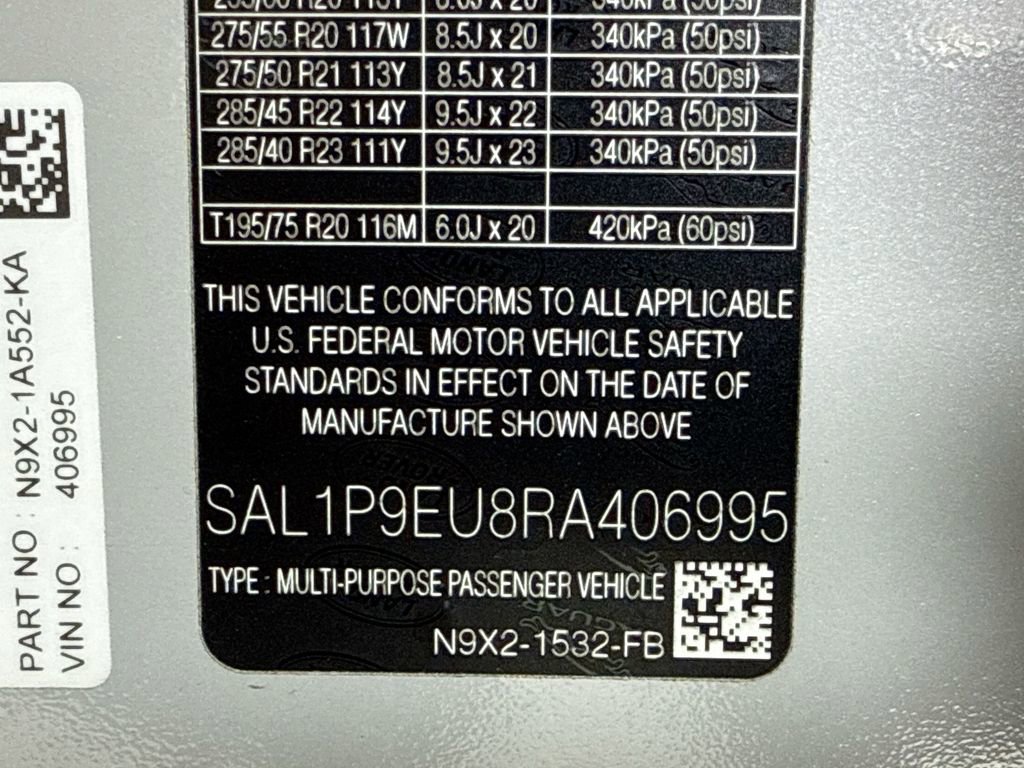 275/55 R20 117W 8.5J x 20 340kPa (50psi)
275/50 R21 113Y 8.5J x 21 340kPa (50psi)
285/45 R22 114Y 9.5J x 22 340kPa (50psi)
285/40 R23 111Y 9.5J x 23 340kPa (50psi)
T195/75 R20 116M 6.0J x 20 420kPa (60psi)
THIS VEHICLE CONFORMS TO ALL APPLICABLE
U.S. FEDERAL MOTOR VEHICLE SAFETY
STANDARDS IN EFFECT ON THE DATE OF
MANUFACTURE SHOWN ABOVE
SAL1P9EU8RA406995
TYPE : MULTI-PURPOSE PASSENGER VEHICLE
N9X2-1532-FB
PART NO : N9X2-1A552-KA
VIN NO : 406995